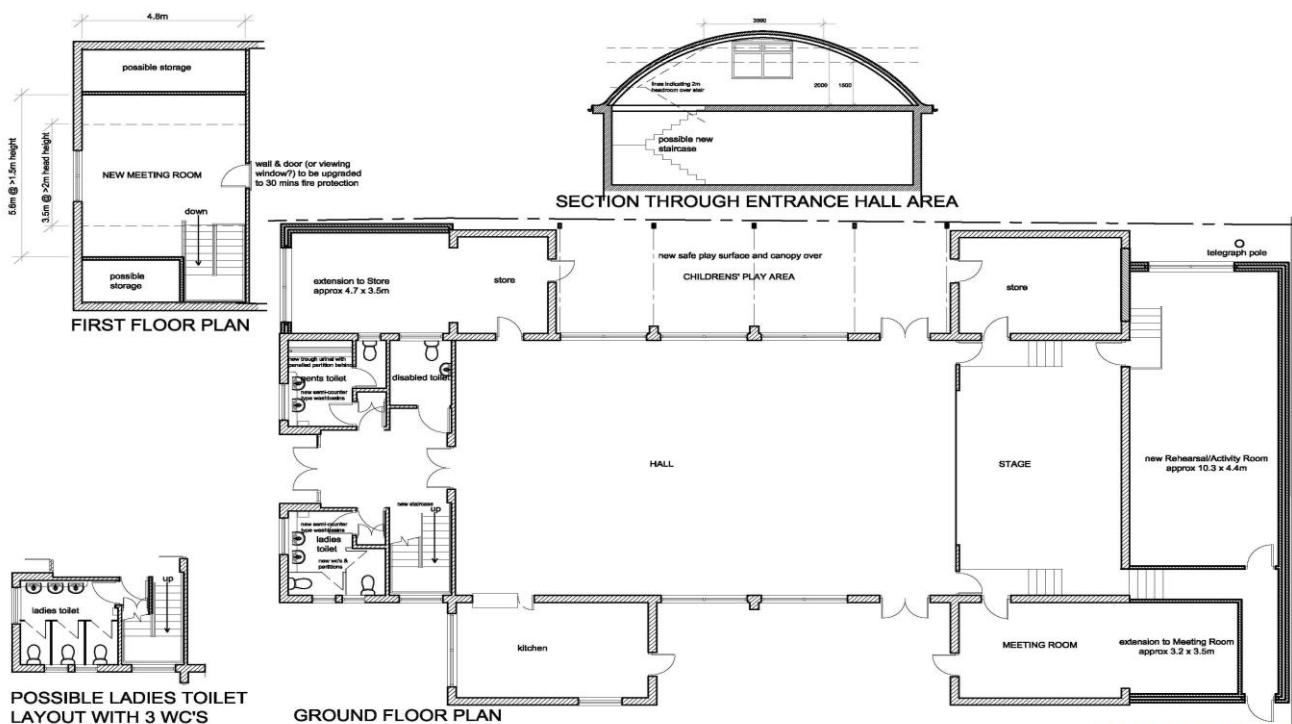 4.8m
possible storage
5.6m @ >1.5m height
3.5m @ >2m head height
NEW MEETING ROOM
wall & door (or viewing
window?) to be upgraded
to 30 mins fire protection
down
possible
storage
FIRST FLOOR PLAN
lines indicating 2m
headroom over stair
2000
1500
possible new
staircase
SECTION THROUGH ENTRANCE HALL AREA
extension to Store
approx 4.7 x 3.5m
store
new safe play surface and canopy over
CHILDRENS' PLAY AREA
store
telegraph pole
new trough urinal with
panelled partition behind
gents toilet
new semi-counter
type washbasins
disabled toilet
HALL
STAGE
new Rehearsal/Activity Room
approx 10.3 x 4.4m
new staircase
up
new semi-counter
type washbasins
ladies
toilet
new wc's &
partitions
kitchen
MEETING ROOM
extension to Meeting Room
approx 3.2 x 3.5m
GROUND FLOOR PLAN
up
ladies toilet
POSSIBLE LADIES TOILET
LAYOUT WITH 3 WC'S